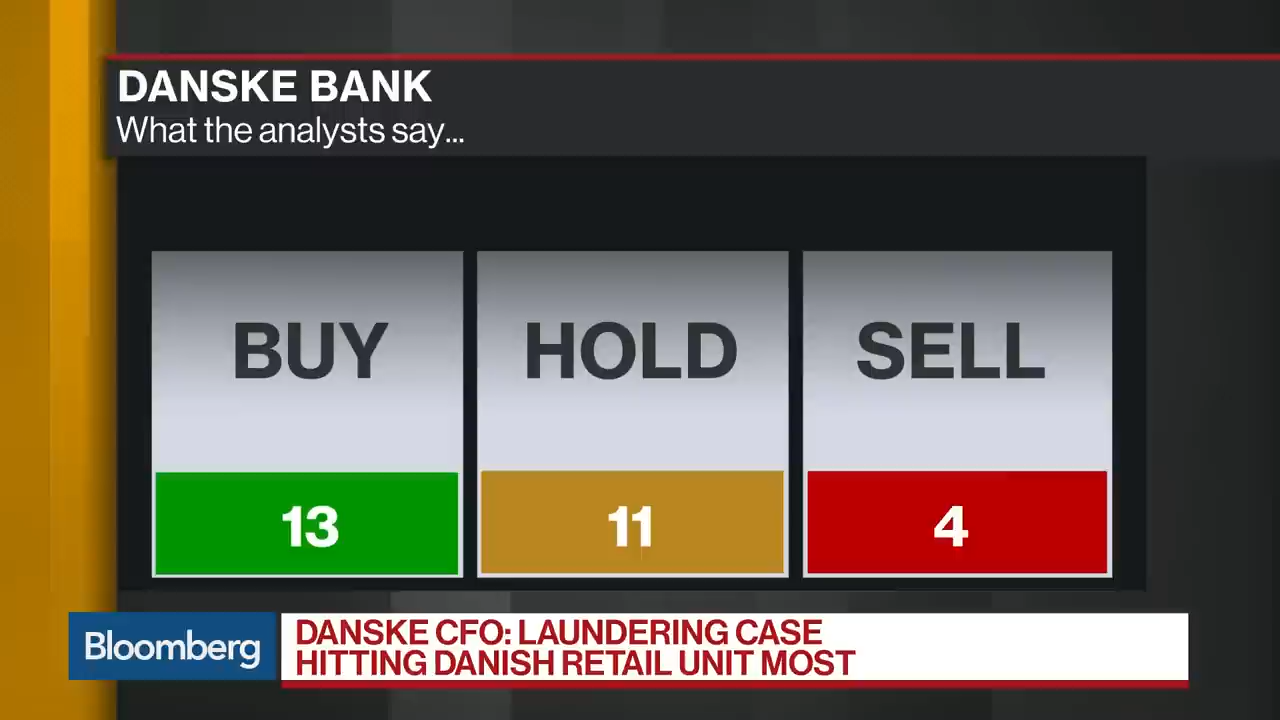 DANSKE BANK
What the analysts say...
BUY
HOLD
SELL
13
11
4
Bloomberg
DANSKE CFO: LAUNDERING CASE
HITTING DANISH RETAIL UNIT MOST